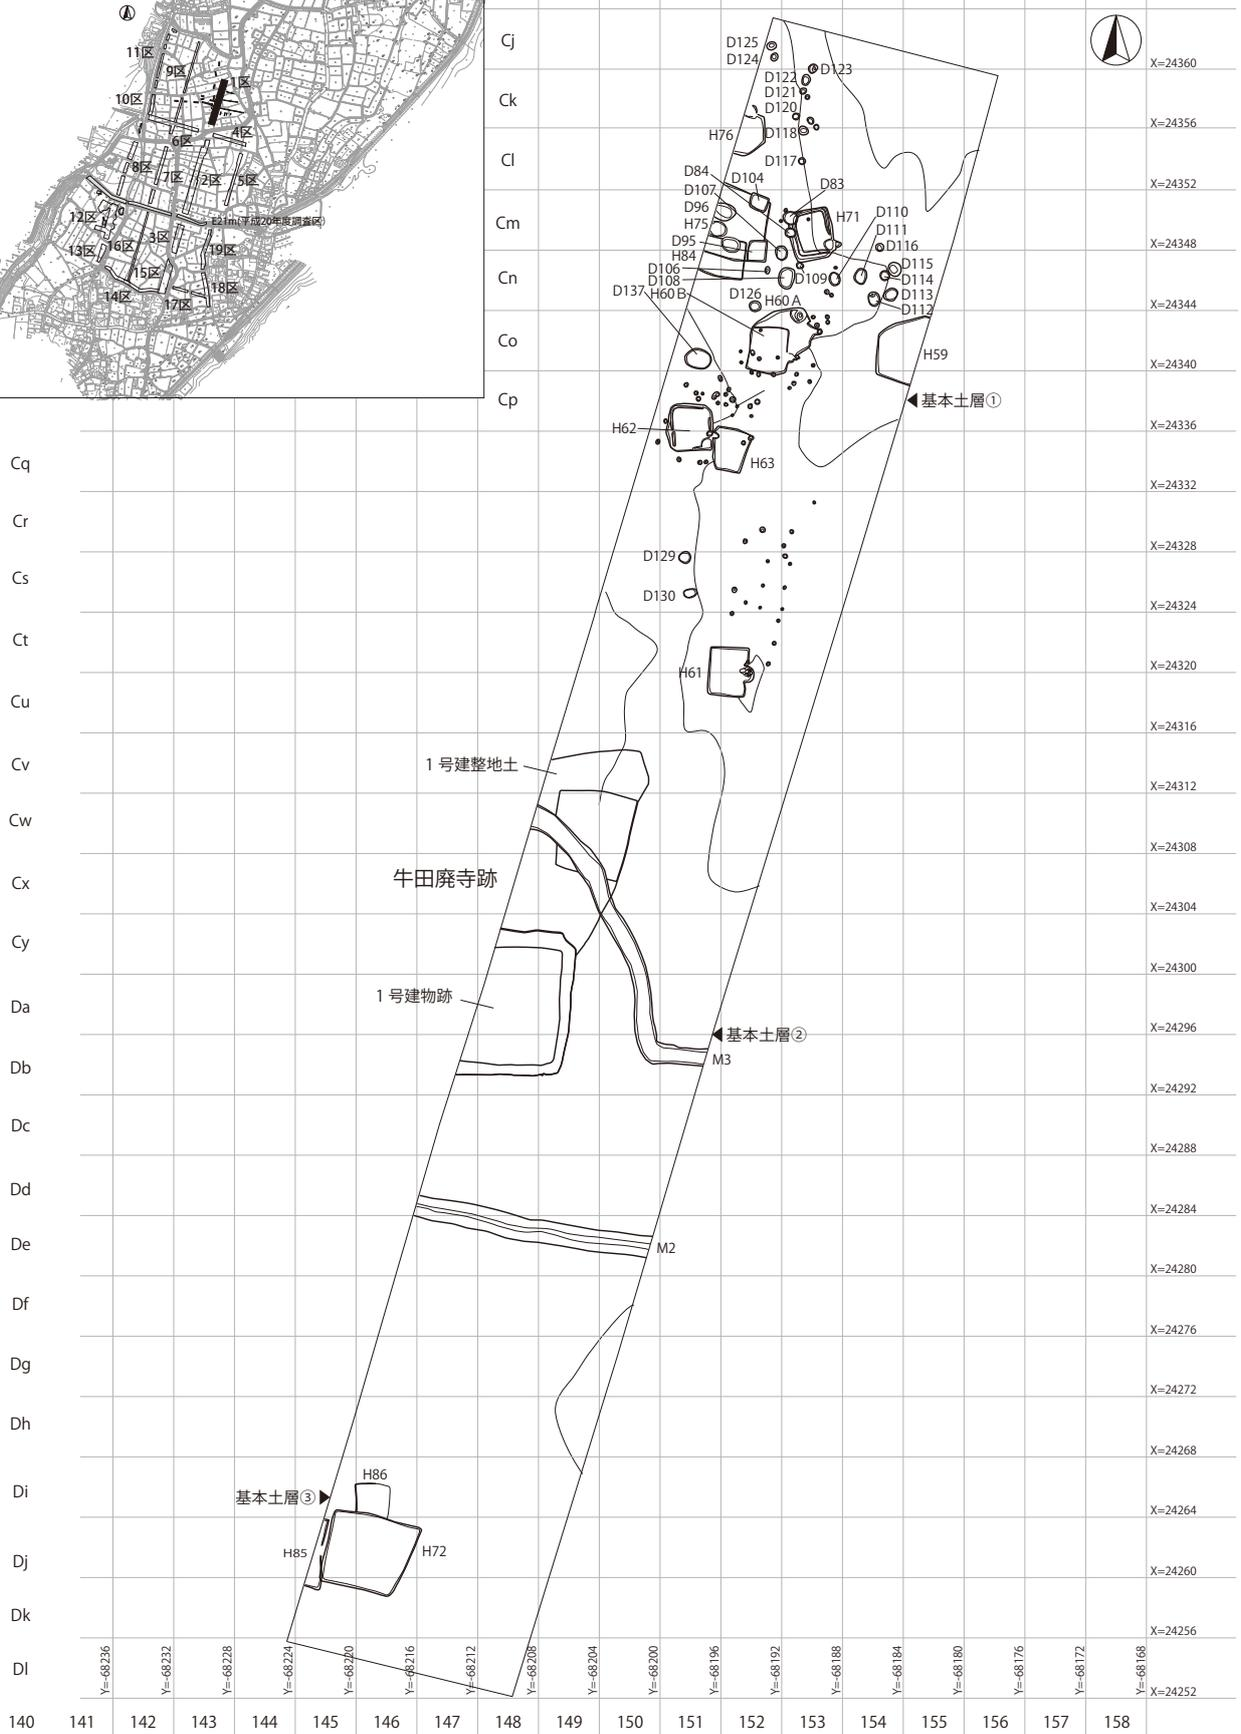 11区
9区
1区
10区
4区
6区
8区
7区
2区
5区
12区
E21m(平成20年度調査区)
16区
3区
13区
19区
15区
18区
14区
17区
Cj
Ck
Cl
Cm
Cn
Co
Cp
Cq
Cr
Cs
Ct
Cu
Cv
Cw
Cx
Cy
Da
Db
Dc
Dd
De
Df
Dg
Dh
Di
Dj
Dk
Dl
D125
D124
D123
D122
D121
D120
H76
D118
D117
D84
D104
D107
D83
D96
H71
D110
H75
D111
D95
D116
H84
D115
D106
D108
D109
D114
D137
H60B
D126
H60A
D113
D112
H59
基本土層①
H62
H63
D129
D130
H61
1号建整地土
牛田廃寺跡
1号建物跡
基本土層②
M3
M2
H86
基本土層③
H85
H72
X=24360
X=24356
X=24352
X=24348
X=24344
X=24340
X=24336
X=24332
X=24328
X=24324
X=24320
X=24316
X=24312
X=24308
X=24304
X=24300
X=24296
X=24292
X=24288
X=24284
X=24280
X=24276
X=24272
X=24268
X=24264
X=24260
X=24256
X=24252
Y=-68236
Y=-68232
Y=-68228
Y=-68224
Y=-68220
Y=-68216
Y=-68212
Y=-68208
Y=-68204
Y=-68200
Y=-68196
Y=-68192
Y=-68188
Y=-68184
Y=-68180
Y=-68176
Y=-68172
Y=-68168
140 141 142 143 144 145 146 147 148 149 150 151 152 153 154 155 156 157 158